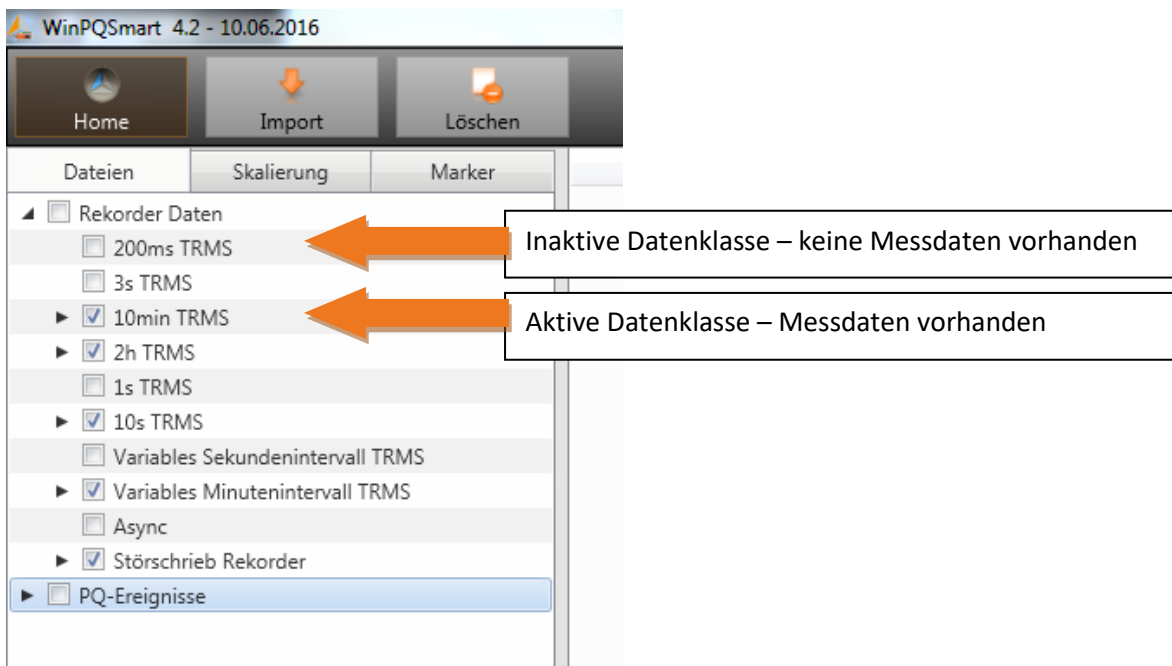 WinPQSmart 4.2 - 10.06.2016
Home Import Löschen
Dateien Skalierung Marker
Rekorder Daten
200ms TRMS
Inaktive Datenklasse – keine Messdaten vorhanden
3s TRMS
10min TRMS
Aktive Datenklasse – Messdaten vorhanden
2h TRMS
1s TRMS
10s TRMS
Variables Sekundenintervall TRMS
Variables Minutenintervall TRMS
Async
Störschrieb Rekorder
PQ-Ereignisse